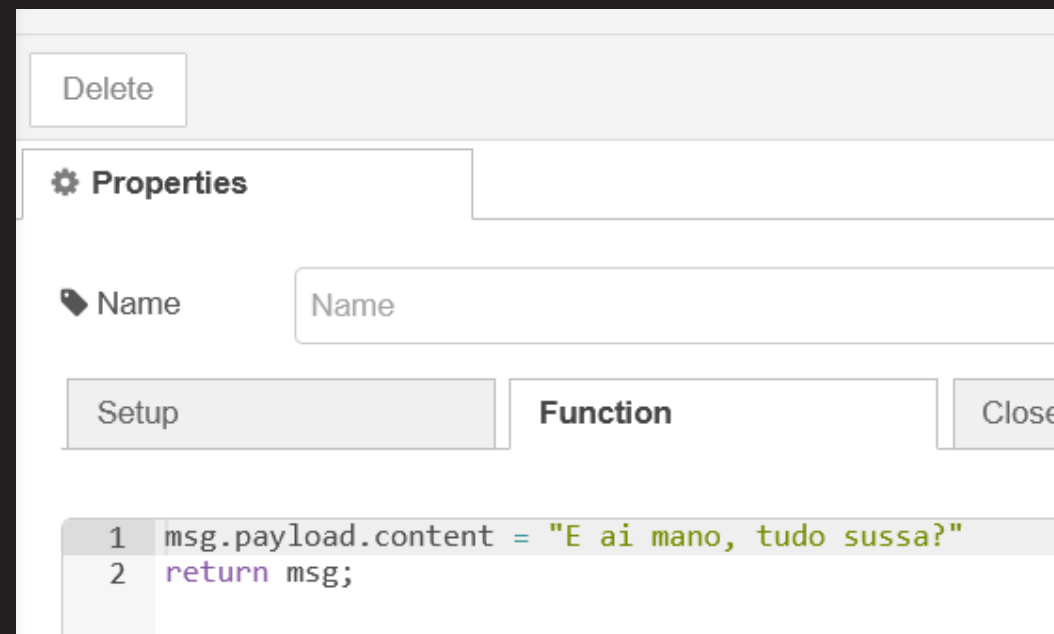 Delete
Properties
Name
Name
Setup
Function
Close
1 msg.payload.content = "E ai mano, tudo sussa?"
2 return msg;